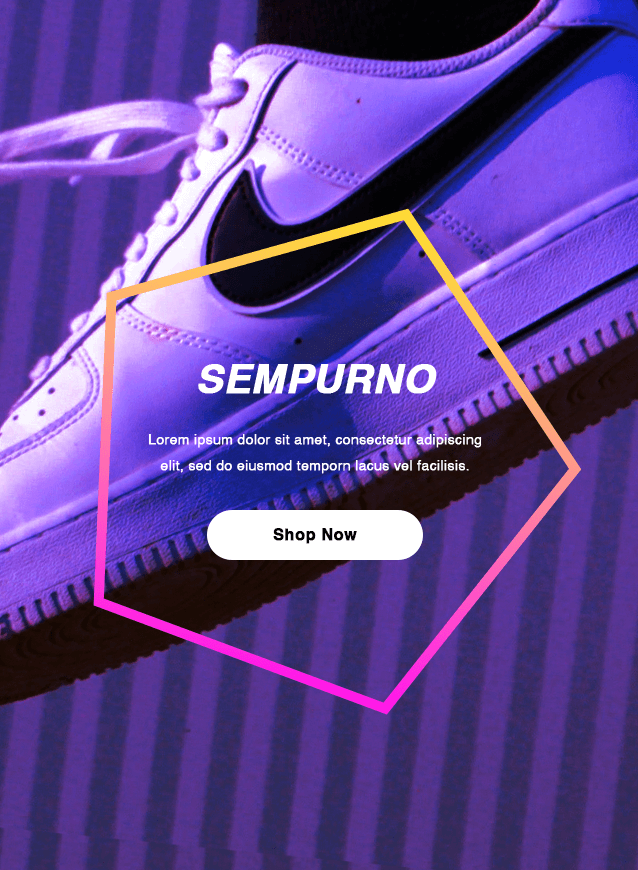 SEMPURNO
Lorem ipsum dolor sit amet, consectetur adipiscing
elit, sed do eiusmod temporn lacus vel facilisis.
Shop Now